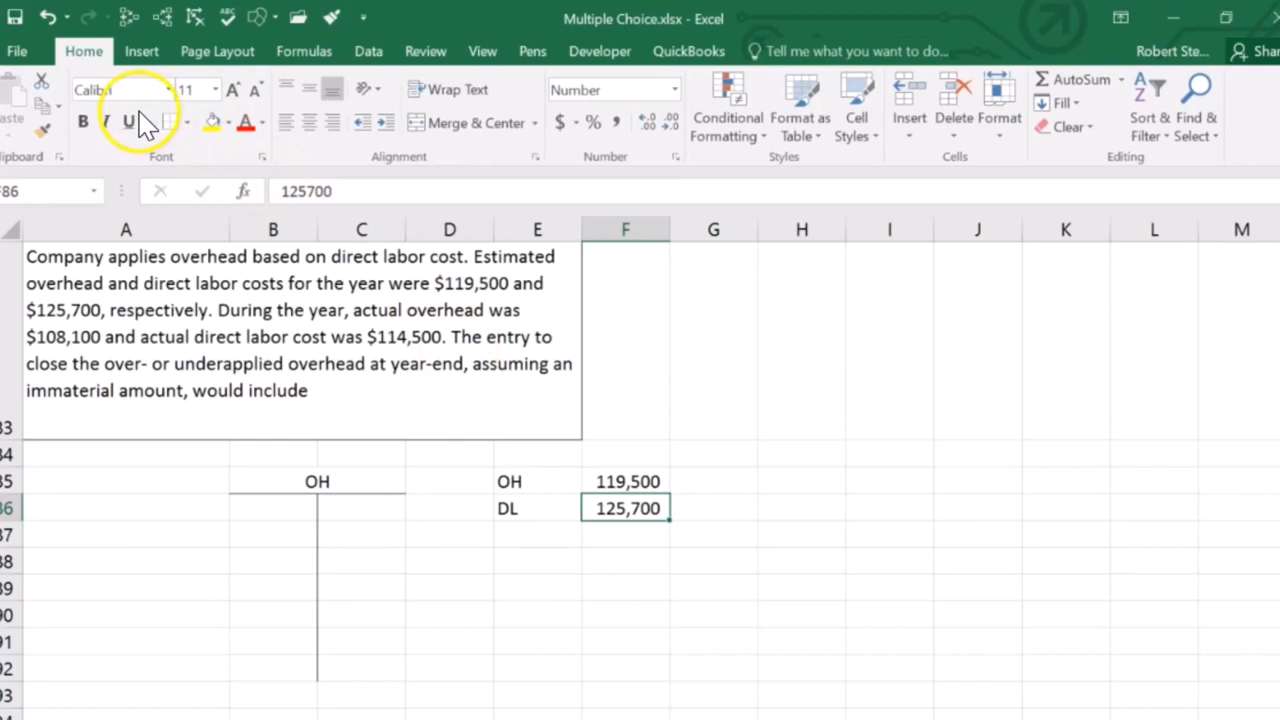 Multiple Choice.xlsx - Excel
File Home Insert Page Layout Formulas Data Review View Pens Developer QuickBooks Tell me what you want to do... Robert Ste...
Calibri 11 Wrap Text Number
B I U Merge & Center $ % , Conditional Formatting Format as Table Cell Styles Insert Delete Format AutoSum Fill Clear Sort & Filter Find & Select
Font Alignment Number Styles Cells Editing
fx 125700
A B C D E F G H I J K L M
Company applies overhead based on direct labor cost. Estimated
overhead and direct labor costs for the year were $119,500 and
$125,700, respectively. During the year, actual overhead was
$108,100 and actual direct labor cost was $114,500. The entry to
close the over- or underapplied overhead at year-end, assuming an
immaterial amount, would include
OH OH 119,500
DL 125,700